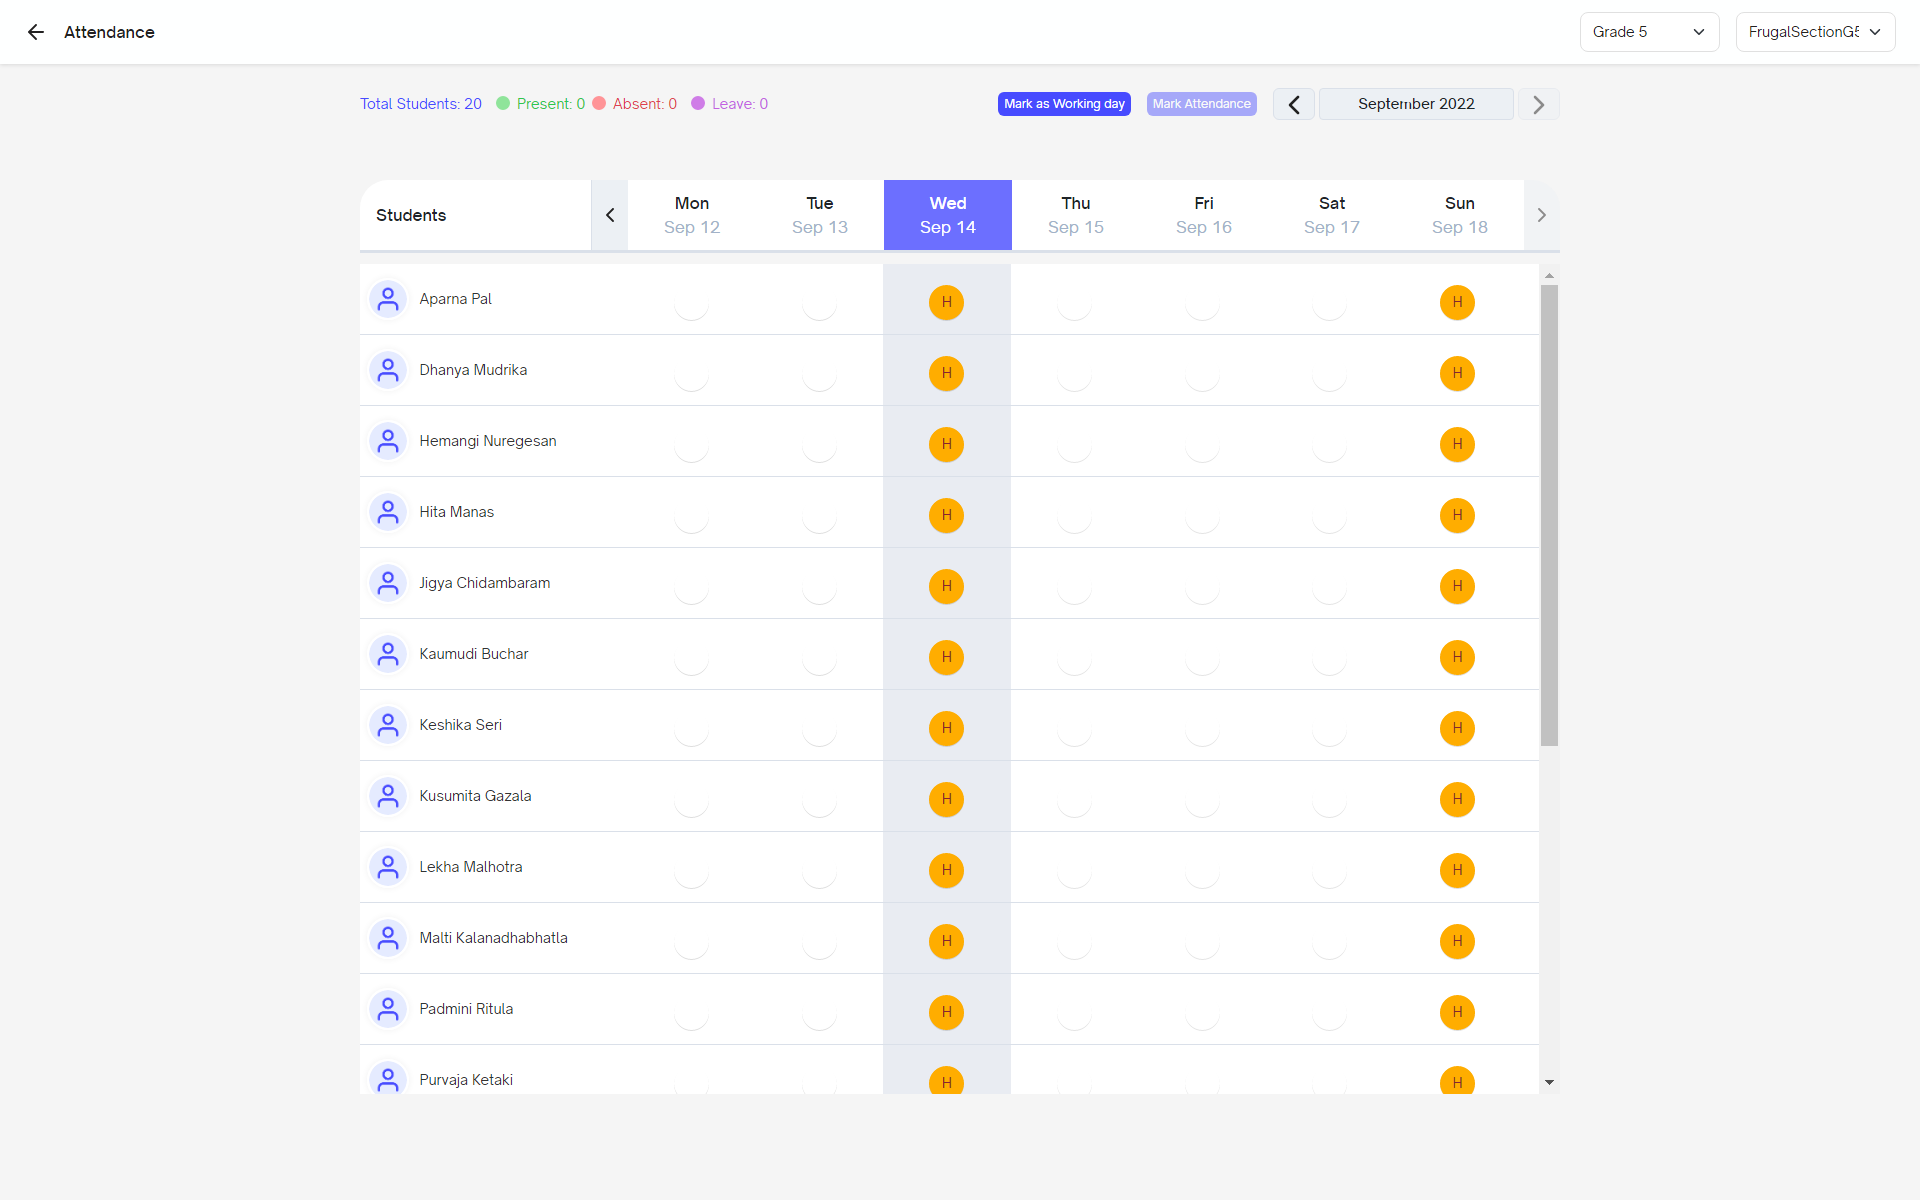 Attendance
Grade 5
FrugalSectionG5
Total Students: 20 Present: 0 Absent: 0 Leave: 0
Mark as Working day
Mark Attendance
September 2022
Students
Mon Tue Wed Thu Fri Sat Sun
Sep 12 Sep 13 Sep 14 Sep 15 Sep 16 Sep 17 Sep 18
Aparna Pal H H
Dhanya Mudrika H H
Hemangi Nuregesan H H
Hita Manas H H
Jigya Chidambaram H H
Kaumudi Buchar H H
Keshika Seri H H
Kusumita Gazala H H
Lekha Malhotra H H
Malti Kalanadhabhatla H H
Padmini Ritula H H
Purvaja Ketaki H H